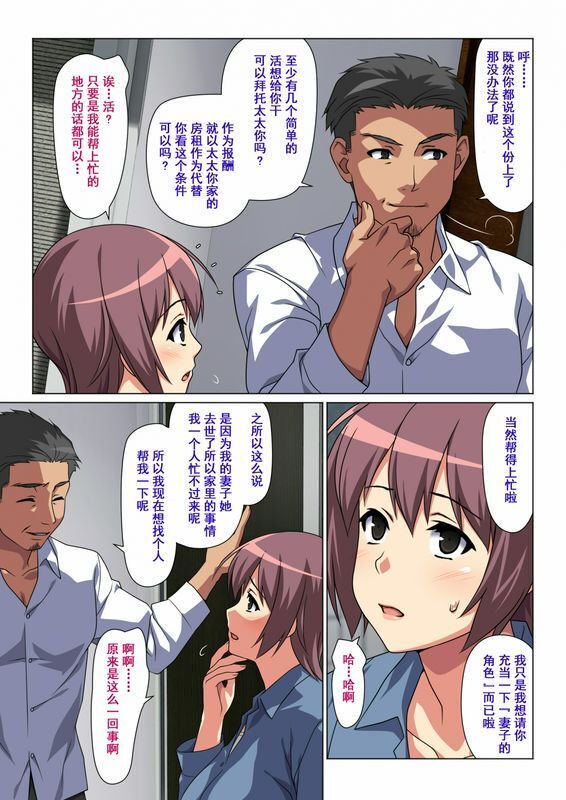 呼……
既然你都说到这个份上了
那没办法了呢
至少有几个简单的
活想给你干
可以拜托太太你吗？
作为报酬
就以太太你家的
房租作为代替
你看这个条件
可以吗？
诶…活？
只要是我能帮上忙的
地方的话都可以…
当然帮得上忙啦
我只是我想请你
充当一下『妻子的
角色』而已啦
哈…哈啊
之所以这么说
是因为我的妻子她
去世了所以家里的事情
我一个人忙不过来呢
所以我现在想找个人
帮我一下呢
啊啊……
原来是这么一回事啊